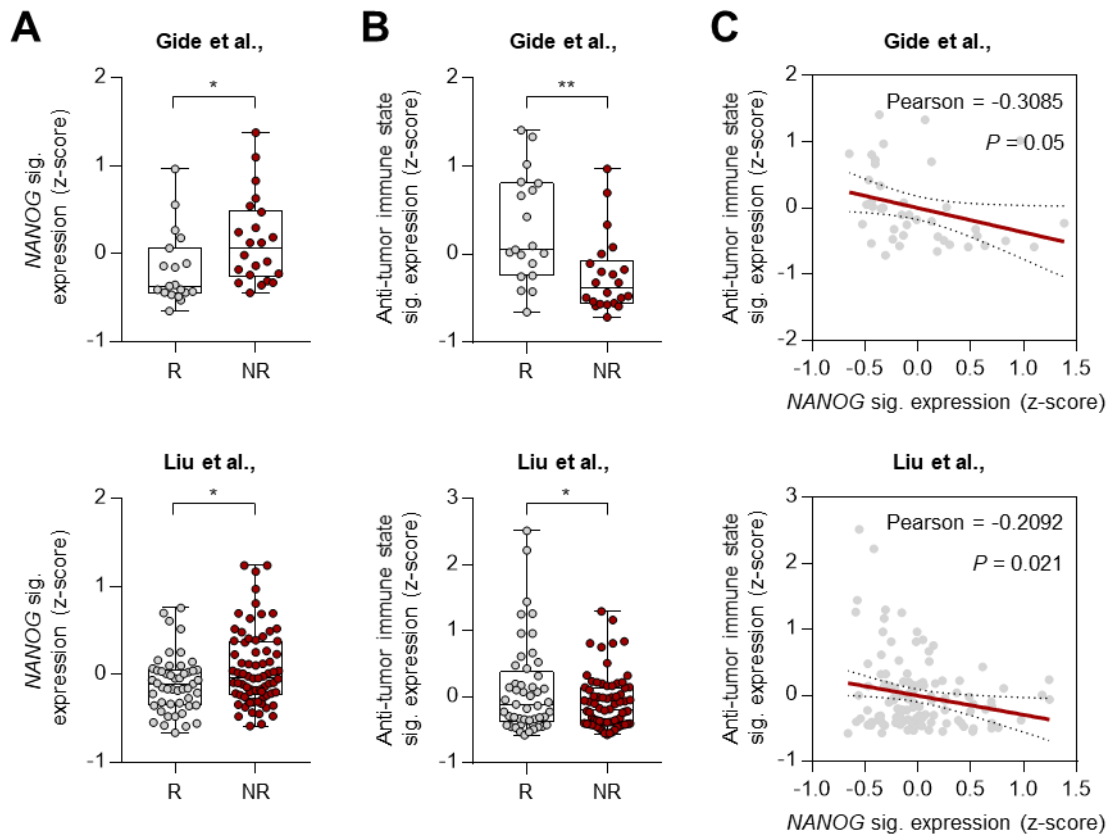 A
Gide et al.,
NANOG sig.
expression (z-score)
2
1
0
-1
*
R
NR
B
Gide et al.,
Anti-tumor immune state
sig. expression (z-score)
2
1
0
-1
**
R
NR
C
Gide et al.,
Anti-tumor immune state
sig. expression (z-score)
2
1
0
-1
-2
Pearson = -0.3085
P = 0.05
-1.0 -0.5 0.0 0.5 1.0 1.5
NANOG sig. expression (z-score)
Liu et al.,
NANOG sig.
expression (z-score)
2
1
0
-1
*
R
NR
Liu et al.,
Anti-tumor immune state
sig. expression (z-score)
3
2
1
0
-1
*
R
NR
Liu et al.,
Anti-tumor immune state
sig. expression (z-score)
3
2
1
0
-1
Pearson = -0.2092
P = 0.021
-1.0 -0.5 0.0 0.5 1.0 1.5
NANOG sig. expression (z-score)